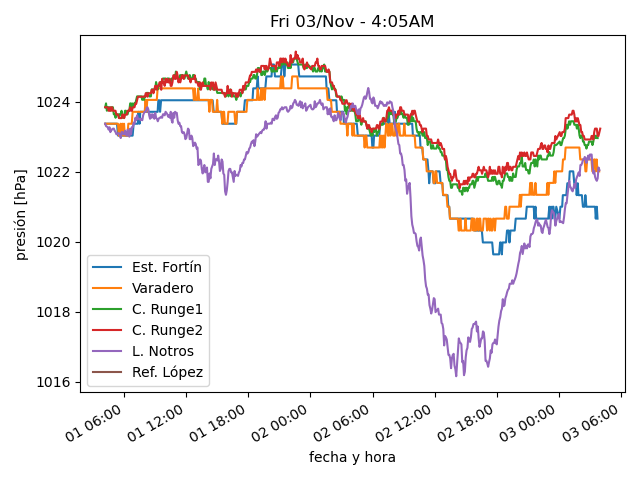 Fri 03/Nov - 4:05AM
presión [hPa]
1024
1022
1020
1018
1016
Est. Fortín
Varadero
C. Runge1
C. Runge2
L. Notros
Ref. López
01 06:00
01 12:00
01 18:00
02 00:00
02 06:00
02 12:00
02 18:00
03 00:00
03 06:00
fecha y hora